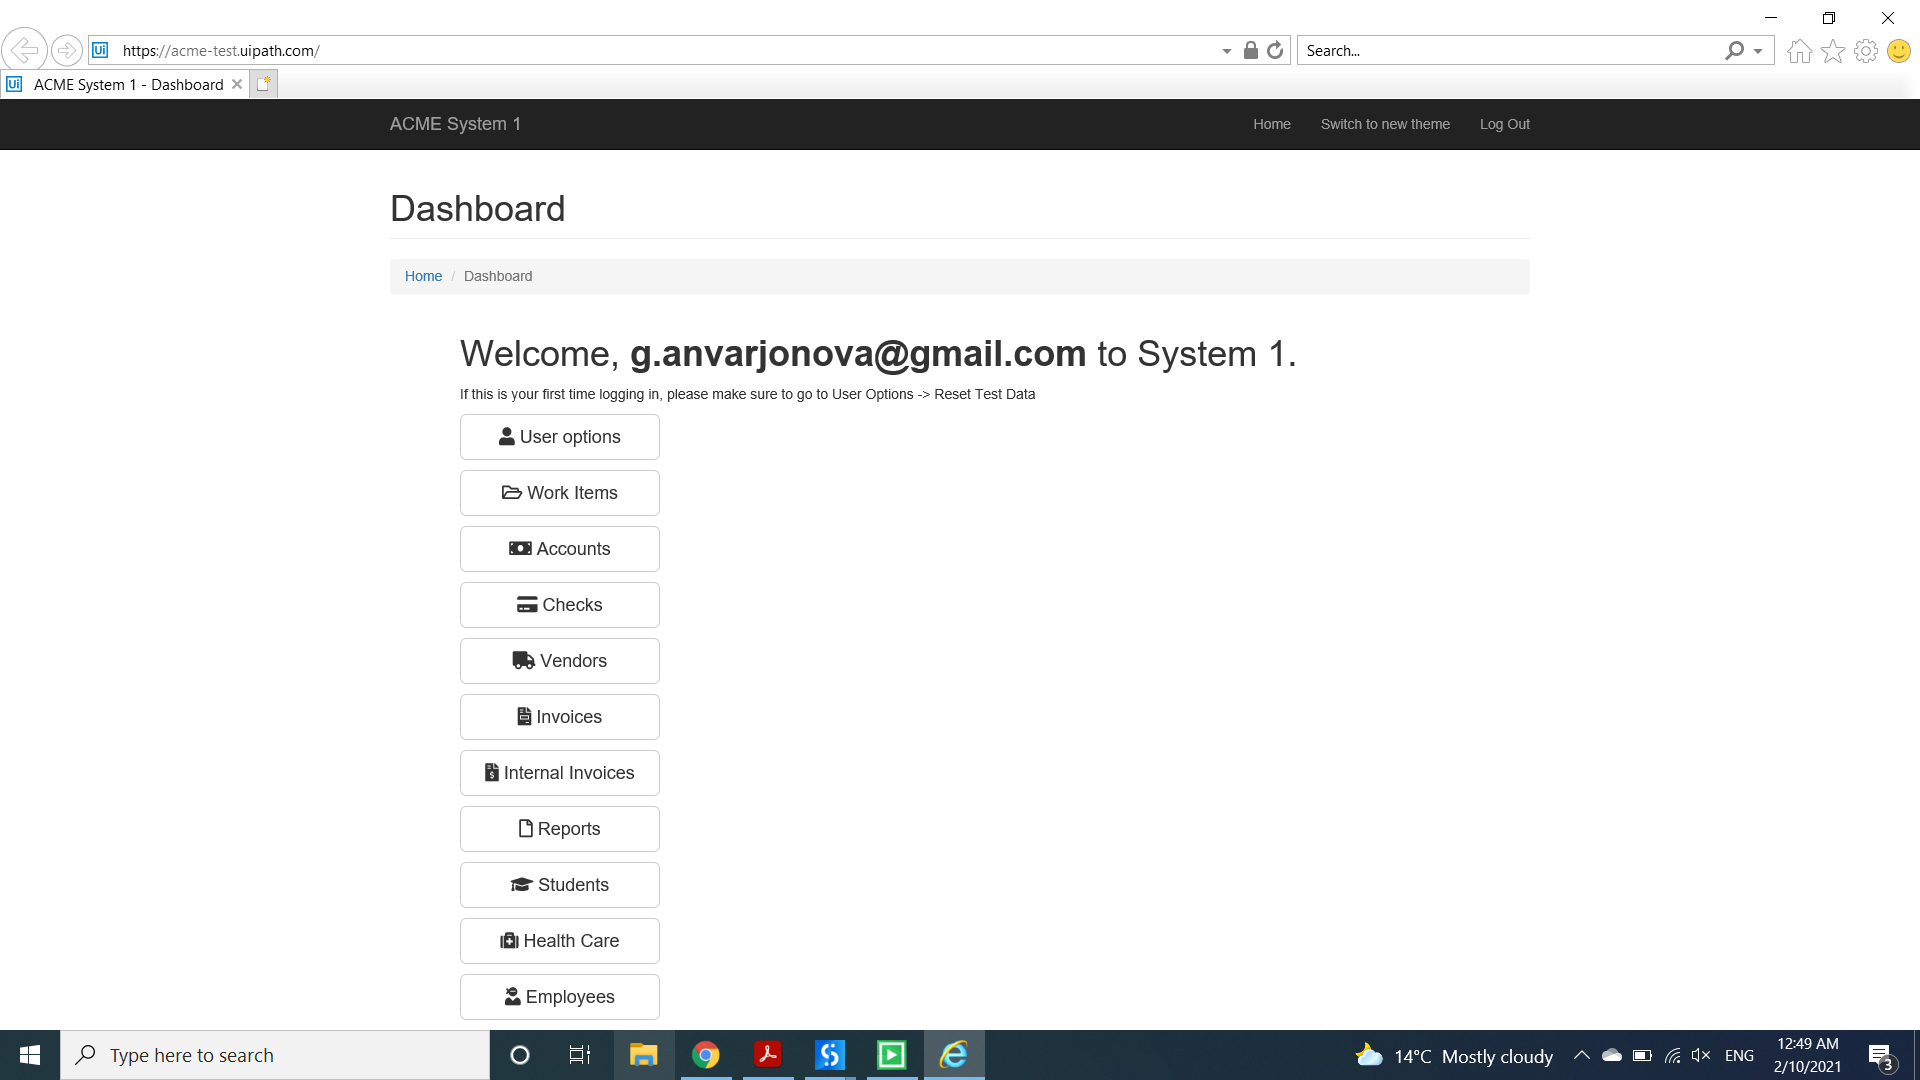 https://acme-test.uipath.com/
Search...
Ui ACME System 1 - Dashboard
ACME System 1
Home Switch to new theme Log Out
Dashboard
Home / Dashboard
Welcome, g.anvarjonova@gmail.com to System 1.
If this is your first time logging in, please make sure to go to User Options -> Reset Test Data
User options
Work Items
Accounts
Checks
Vendors
Invoices
Internal Invoices
Reports
Students
Health Care
Employees
Type here to search
14°C Mostly cloudy
ENG
12:49 AM
2/10/2021
3